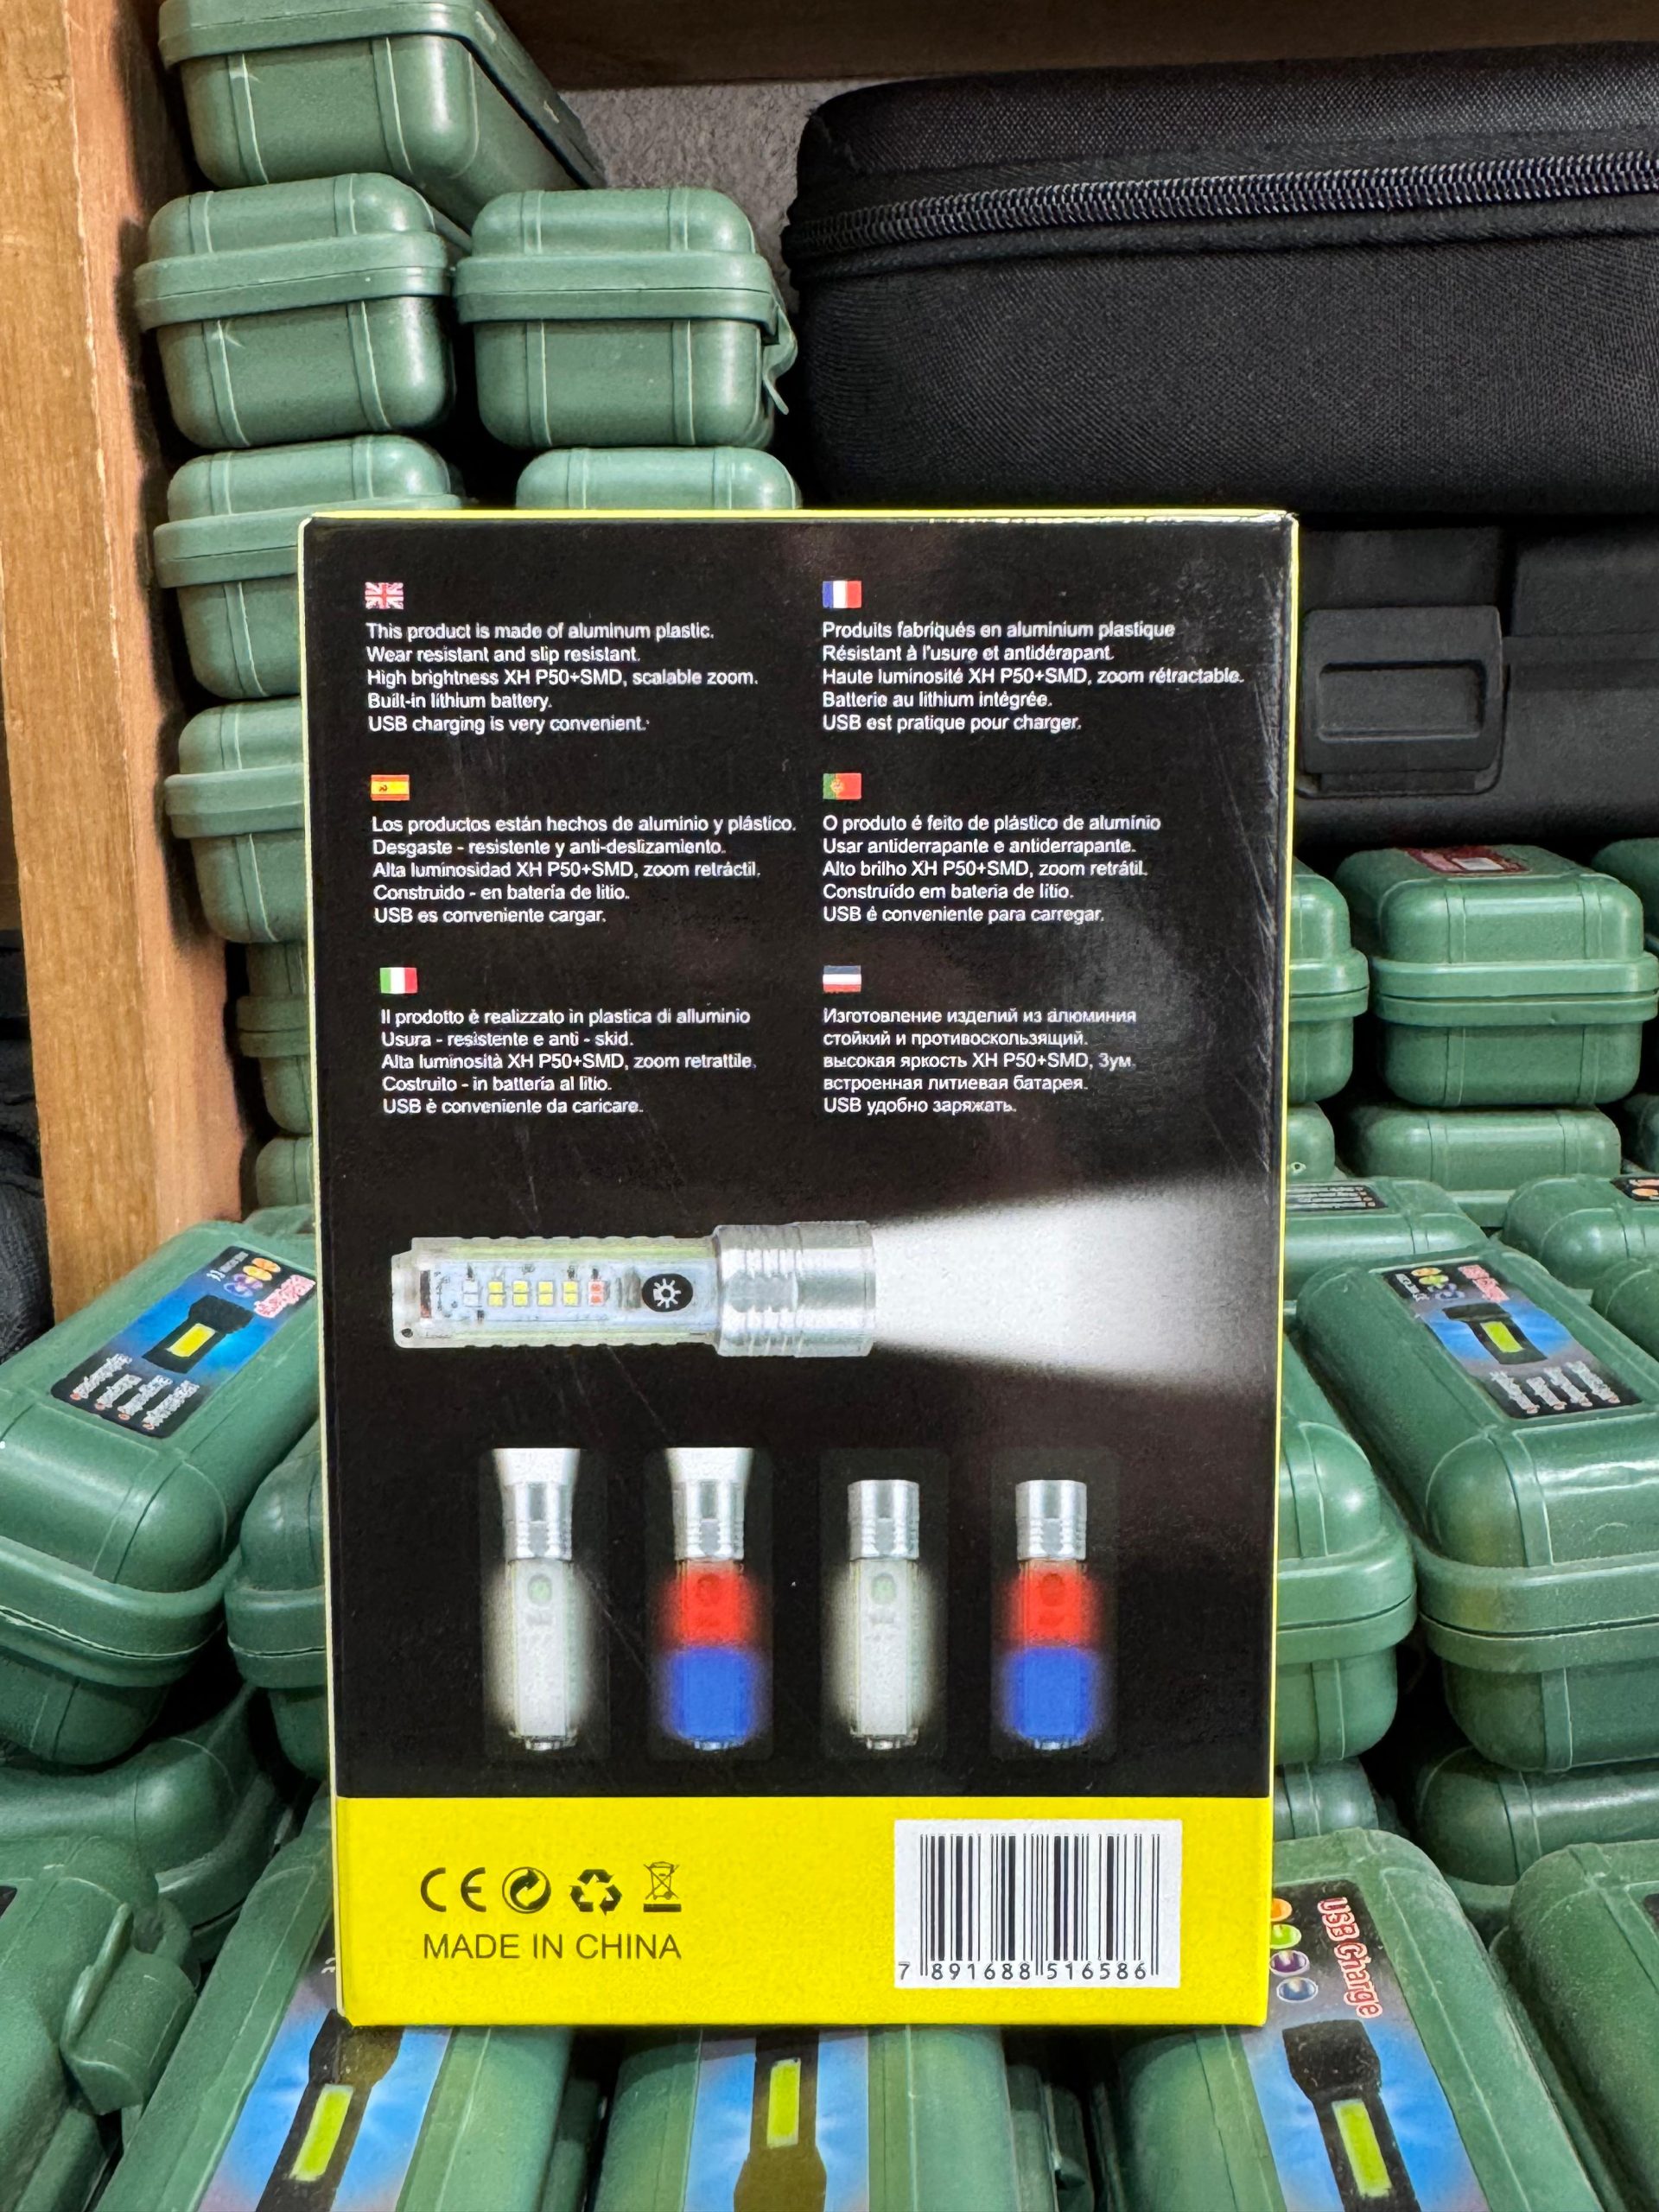 This product is made of aluminum plastic.
Wear resistant and slip resistant.
High brightness XH P50+SMD, scalable zoom.
Built-in lithium battery.
USB charging is very convenient.
Produits fabriqués en aluminium plastique
Résistant à l'usure et antidérapant.
Haute luminosité XH P50+SMD, zoom rétractable.
Batterie au lithium intégrée.
USB est pratique pour charger.
Los productos están hechos de aluminio y plástico.
Desgaste - resistente y anti-deslizamiento.
Alta luminosidad XH P50+SMD, zoom retráctil.
Construido - en batería de litio.
USB es conveniente cargar.
O produto é feito de plástico de alumínio
Usar antiderrapante e antiderrapante.
Alto brilho XH P50+SMD, zoom retrátil.
Construído em bateria de lítio.
USB é conveniente para carregar.
Il prodotto è realizzato in plastica di alluminio
Usura - resistente e anti - skid.
Alta luminosità XH P50+SMD, zoom retrattile.
Costruito - in batteria al litio.
USB è conveniente da caricare.
Изготовление изделий из алюминия
стойкий и противоскользящий.
высокая яркость XH P50+SMD, Зум.
встроенная литиевая батарея.
USB удобно заряжать.
CE
MADE IN CHINA
7 891688 516586
USB Charge